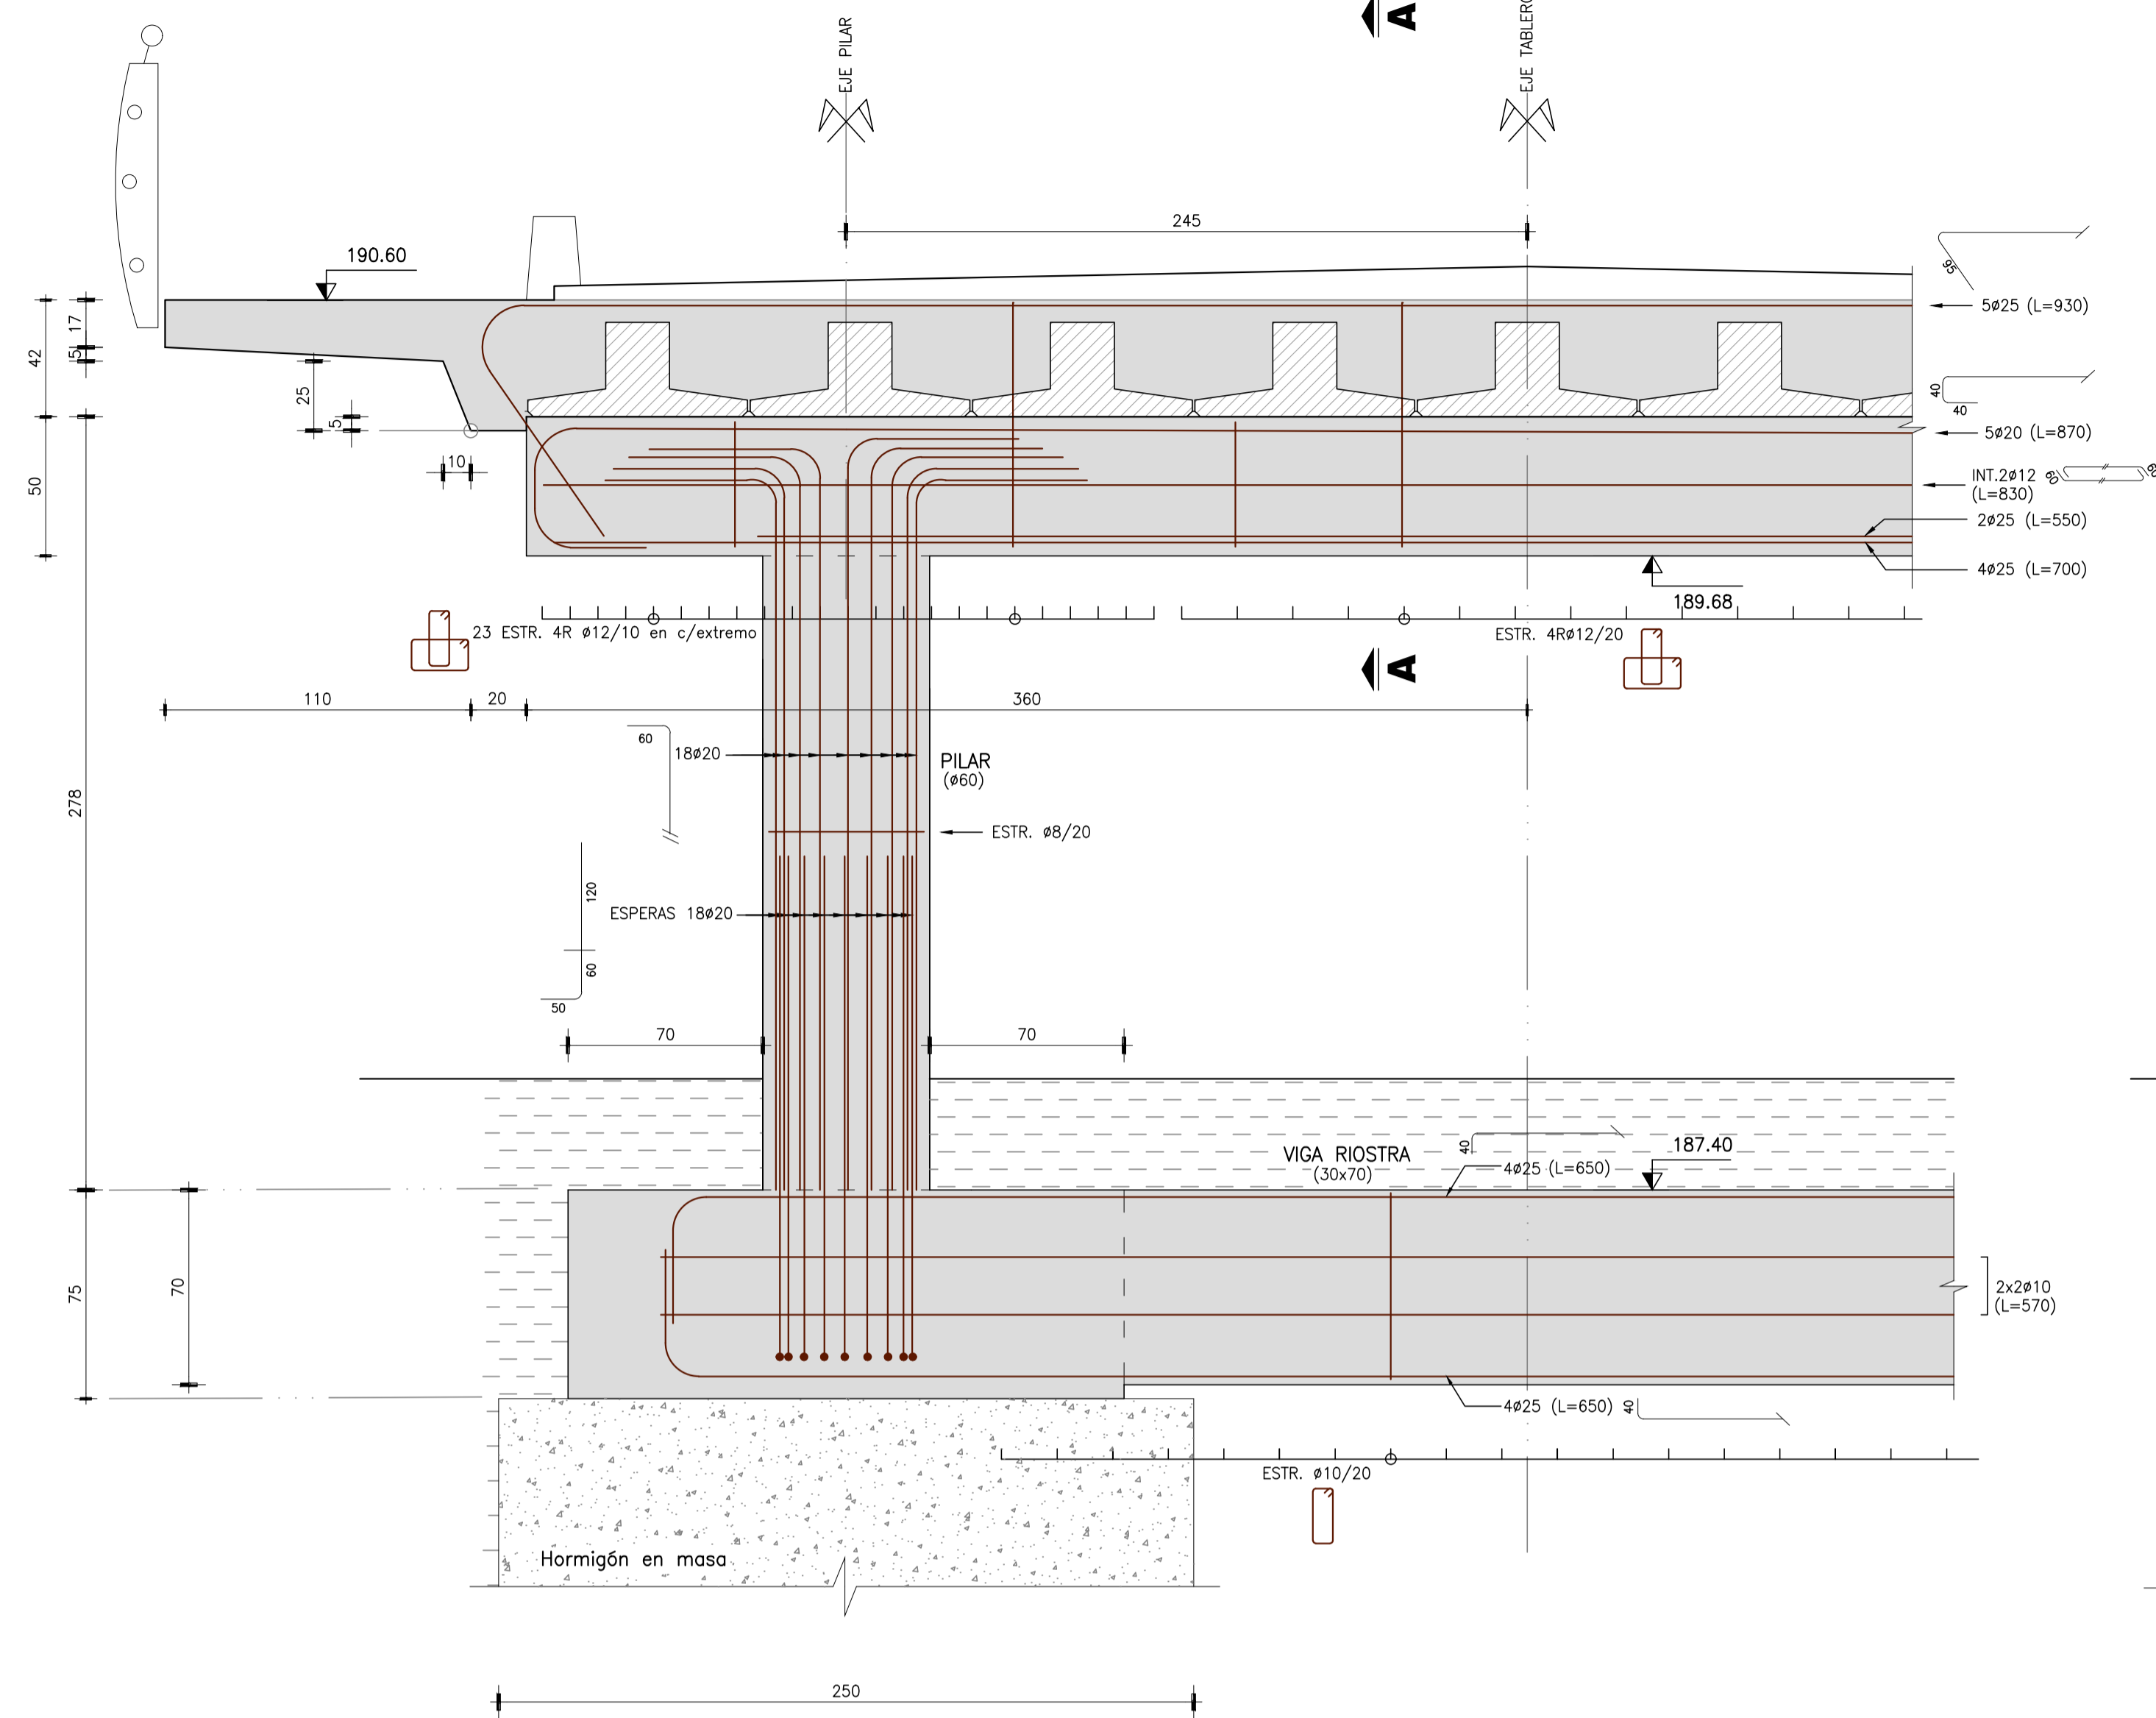 EJE PILAR
EJE TABLERO
A
245
190.60
95
17
5
42
25
5
10
50
5ø25 (L=930)
40
40
5ø20 (L=870)
INT.2ø12
(L=830)
60
60
2ø25 (L=550)
4ø25 (L=700)
189.68
23 ESTR. 4R ø12/10 en c/extremo
ESTR. 4Rø12/20
A
110
20
360
60
18ø20
PILAR
(ø60)
278
ESTR. ø8/20
120
60
50
ESPERAS 18ø20
70
70
VIGA RIOSTRA
(30x70)
40
4ø25 (L=650)
187.40
75
70
2x2ø10
(L=570)
4ø25 (L=650)
40
ESTR. ø10/20
Hormigón en masa
250